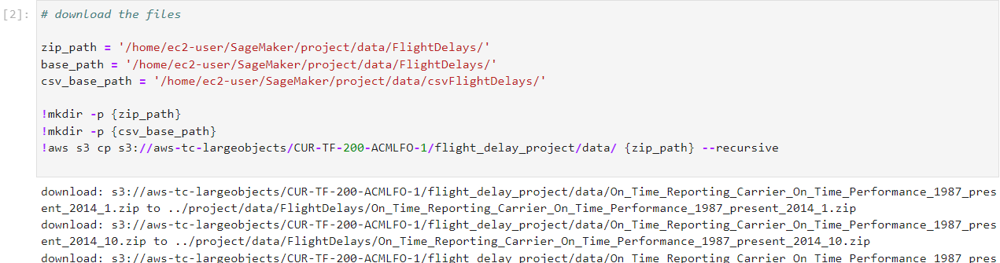 [2]: # download the files
zip_path = '/home/ec2-user/SageMaker/project/data/FlightDelays/'
base_path = '/home/ec2-user/SageMaker/project/data/FlightDelays/'
csv_base_path = '/home/ec2-user/SageMaker/project/data/csvFlightDelays/'
!mkdir -p {zip_path}
!mkdir -p {csv_base_path}
!aws s3 cp s3://aws-tc-largeobjects/CUR-TF-200-ACMLFO-1/flight_delay_project/data/ {zip_path} --recursive
download: s3://aws-tc-largeobjects/CUR-TF-200-ACMLFO-1/flight_delay_project/data/On_Time_Reporting_Carrier_On_Time_Performance_1987_pres
ent_2014_1.zip to ../project/data/FlightDelays/On_Time_Reporting_Carrier_On_Time_Performance_1987_present_2014_1.zip
download: s3://aws-tc-largeobjects/CUR-TF-200-ACMLFO-1/flight_delay_project/data/On_Time_Reporting_Carrier_On_Time_Performance_1987_pres
ent_2014_10.zip to ../project/data/FlightDelays/On_Time_Reporting_Carrier_On_Time_Performance_1987_present_2014_10.zip
download: s3://aws-tc-largeobjects/CUR-TF-200-ACMLFO-1/flight_delay_project/data/On_Time_Reporting_Carrier_On_Time_Performance_1987_pres